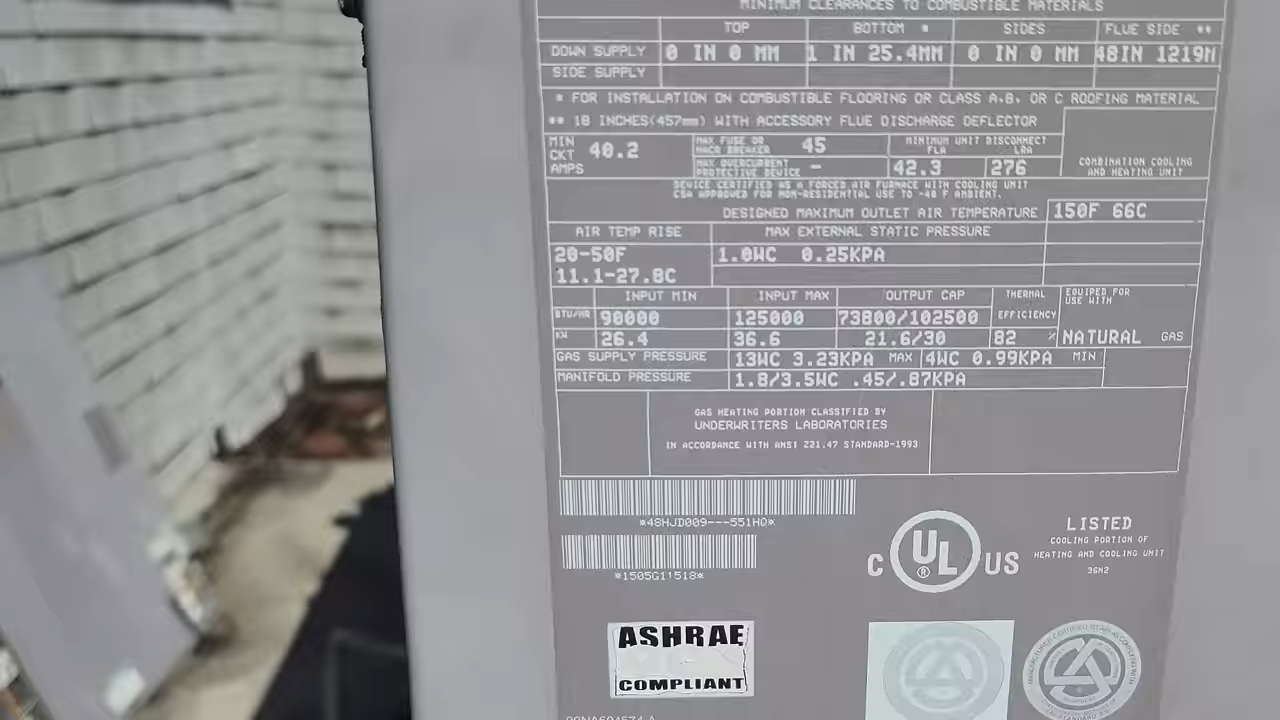 MINIMUM CLEARANCES TO COMBUSTIBLE MATERIALS
TOP BOTTOM * SIDES FLUE SIDE **
DOWN SUPPLY 0 IN 0 MM 1 IN 25.4MM 0 IN 0 MM 48IN 1219M
SIDE SUPPLY
* FOR INSTALLATION ON COMBUSTIBLE FLOORING OR CLASS A.B. OR C ROOFING MATERIAL
** 18 INCHES(457mm) WITH ACCESSORY FLUE DISCHARGE DEFLECTOR
MIN CKT AMPS 40.2 MAX FUSE OR HACR BREAKER 45 MINIMUM UNIT DISCONNECT
FLA LRA
MAX OVERCURRENT PROTECTIVE DEVICE - 42.3 276
COMBINATION COOLING
AND HEATING UNIT
DEVICE CERTIFIED AS A FORCED AIR FURNACE WITH COOLING UNIT
CSA APPROVED FOR NON-RESIDENTIAL USE TO -40 F AMBIENT.
DESIGNED MAXIMUM OUTLET AIR TEMPERATURE 150F 66C
AIR TEMP RISE MAX EXTERNAL STATIC PRESSURE
20-50F 1.0WC 0.25KPA
11.1-27.8C
INPUT MIN INPUT MAX OUTPUT CAP THERMAL EFFICIENCY EQUIPED FOR USE WITH
BTU/HR 90000 125000 73800/102500
KW 26.4 36.6 21.6/30 82 % NATURAL GAS
GAS SUPPLY PRESSURE 13WC 3.23KPA MAX 4WC 0.99KPA MIN
MANIFOLD PRESSURE 1.8/3.5WC .45/.87KPA
GAS HEATING PORTION CLASSIFIED BY
UNDERWRITERS LABORATORIES
IN ACCORDANCE WITH ANSI Z21.47 STANDARD-1993
*48HJD009---551HQ*
*1505G11518*
C UL ® US
LISTED
COOLING PORTION OF
HEATING AND COOLING UNIT
36N2
ASHRAE
COMPLIANT